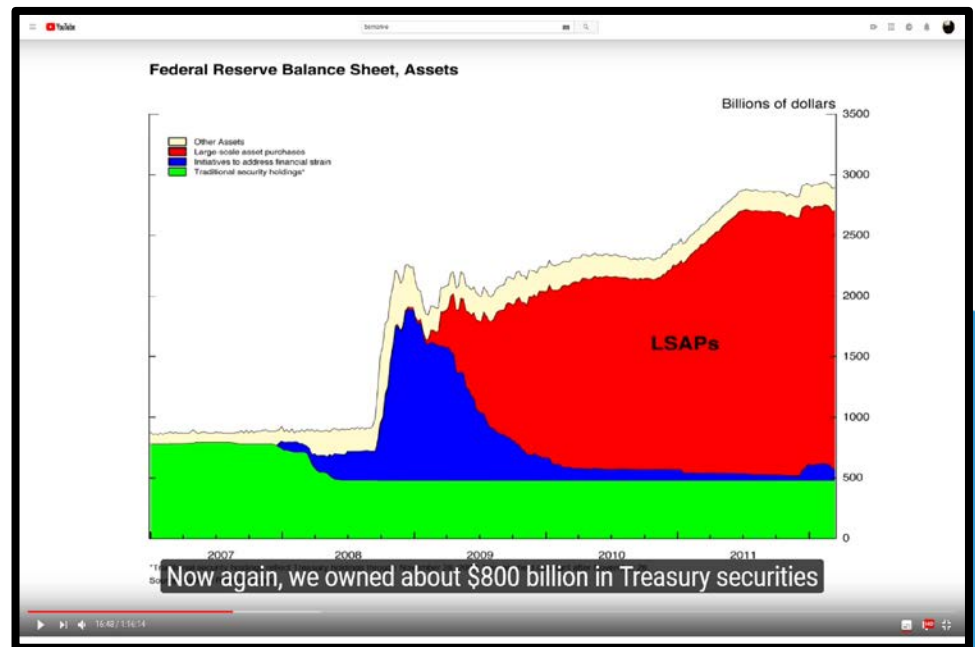 YouTube
bernanke
Federal Reserve Balance Sheet, Assets
Billions of dollars
Other Assets
Large-scale asset purchases
Initiatives to address financial strain
Traditional security holdings*
3500
3000
2500
2000
1500
1000
500
0
LSAPs
2007 2008 2009 2010 2011
Now again, we owned about $800 billion in Treasury securities
16:48 / 1:16:14